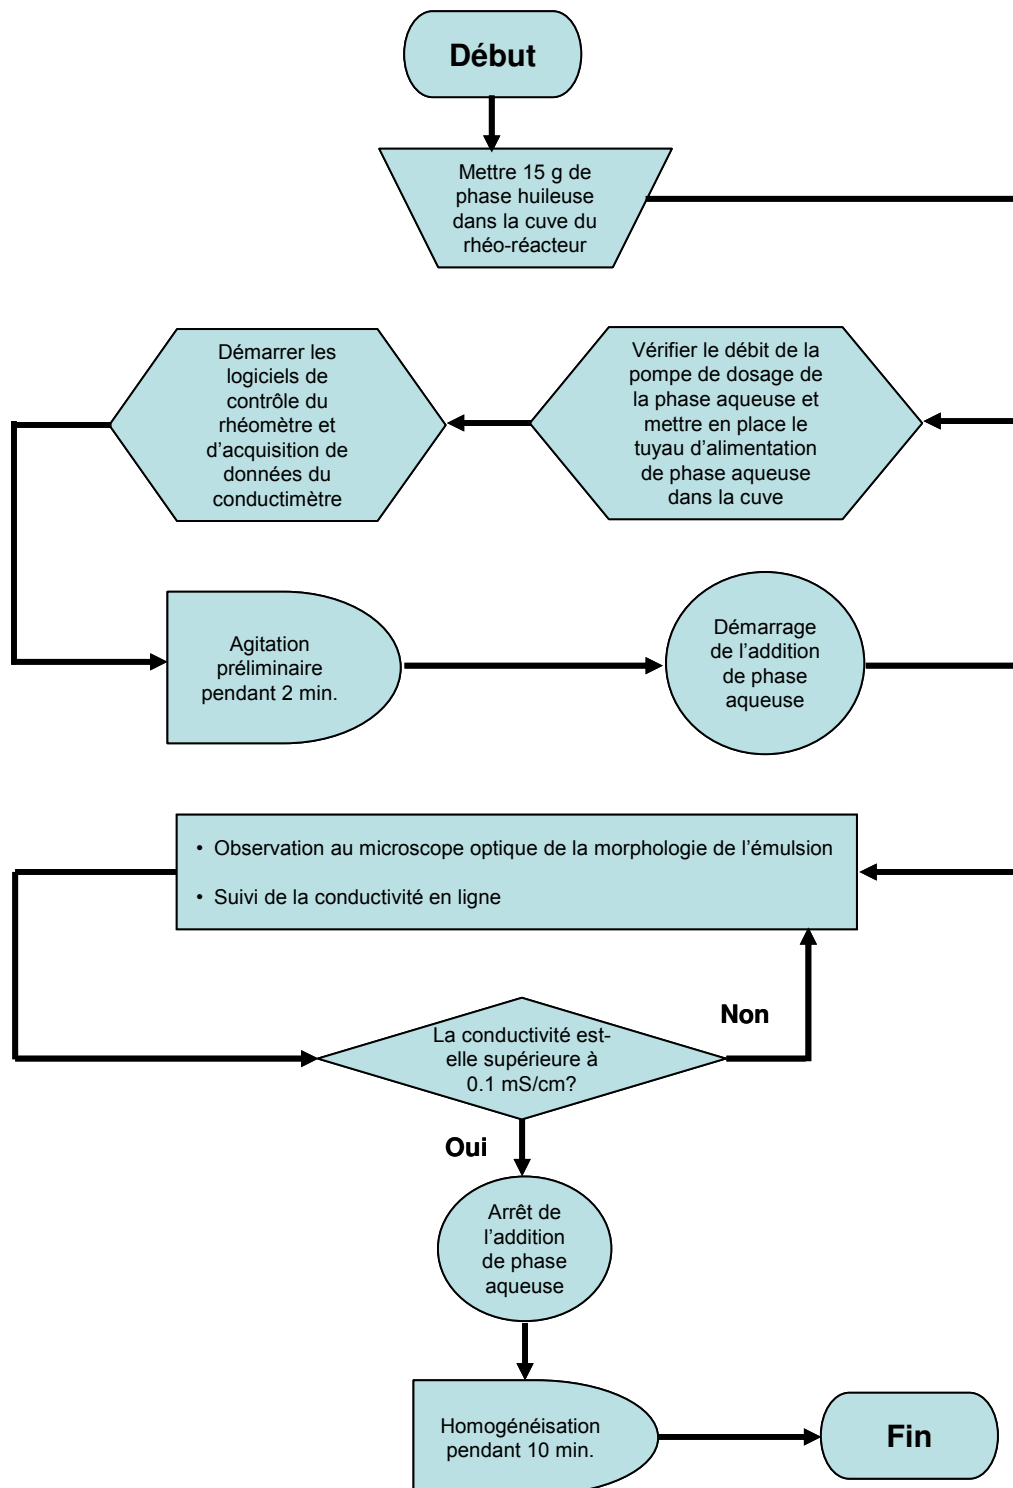 Début
Mettre 15 g de
phase huileuse
dans la cuve du
rhéo-réacteur
Démarrer les
logiciels de
contrôle du
rhéomètre et
d’acquisition de
données du
conductimètre
Vérifier le débit de la
pompe de dosage de
la phase aqueuse et
mettre en place le
tuyau d’alimentation
de phase aqueuse
dans la cuve
Agitation
préliminaire
pendant 2 min.
Démarrage
de l’addition
de phase
aqueuse
• Observation au microscope optique de la morphologie de l’émulsion
• Suivi de la conductivité en ligne
Non
La conductivité est-
elle supérieure à
0.1 mS/cm?
Oui
Arrêt de
l’addition
de phase
aqueuse
Homogénéisation
pendant 10 min.
Fin